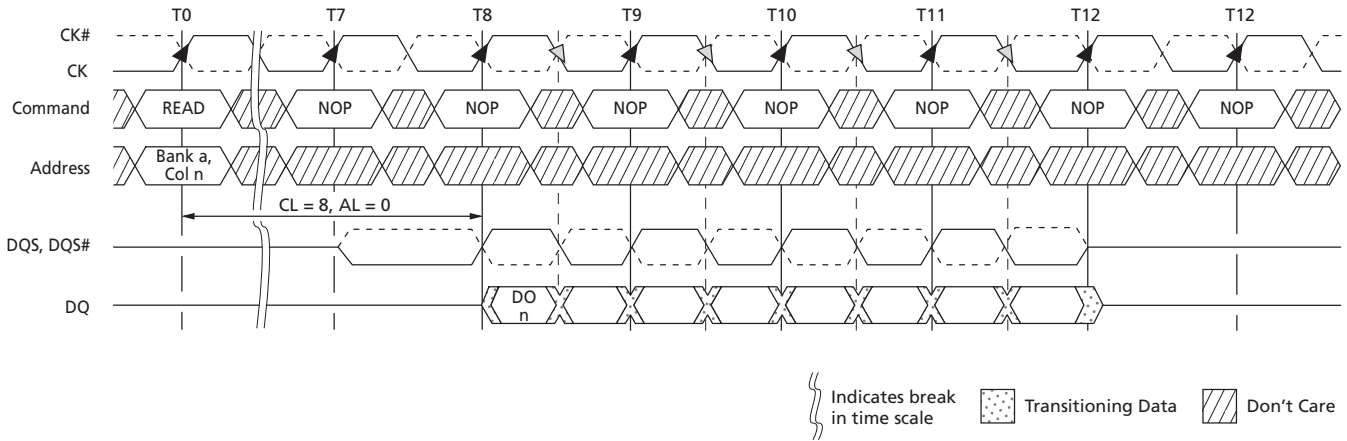 T0 T7 T8 T9 T10 T11 T12 T12
CK#
CK
Command READ NOP NOP NOP NOP NOP NOP NOP
Address Bank a,
Col n
CL = 8, AL = 0
DQS, DQS#
DQ DO
n
Indicates break
in time scale
Transitioning Data
Don't Care